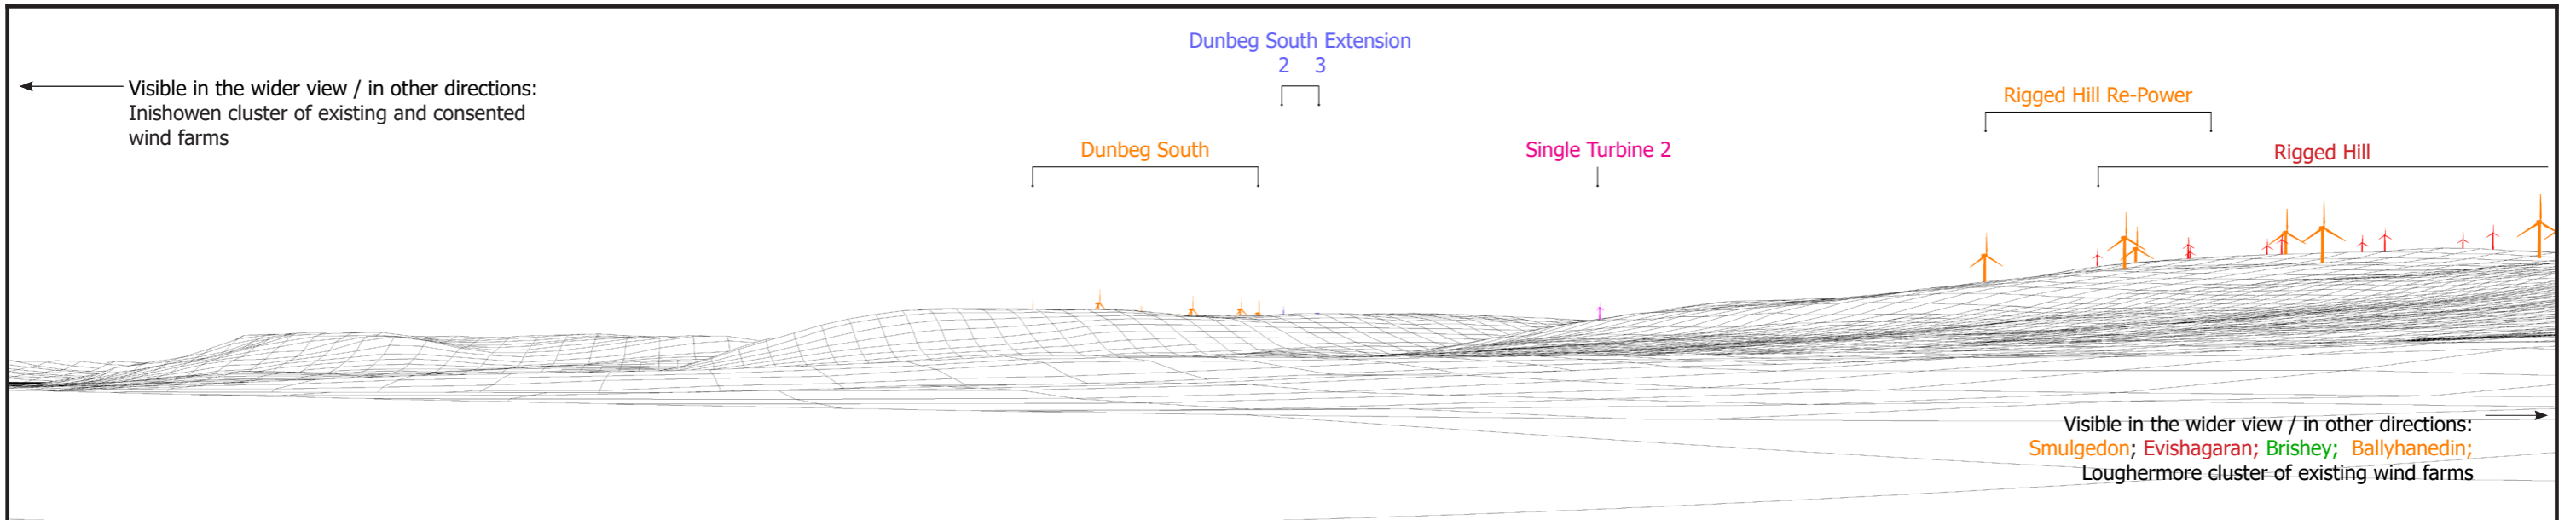 Dunbeg South Extension
2 3
Visible in the wider view / in other directions:
Inishowen cluster of existing and consented
wind farms
Rigged Hill Re-Power
Dunbeg South
Single Turbine 2
Rigged Hill
Visible in the wider view / in other directions:
Smulgedon; Evishagaran; Brishey; Ballyhanedin;
Loughermore cluster of existing wind farms